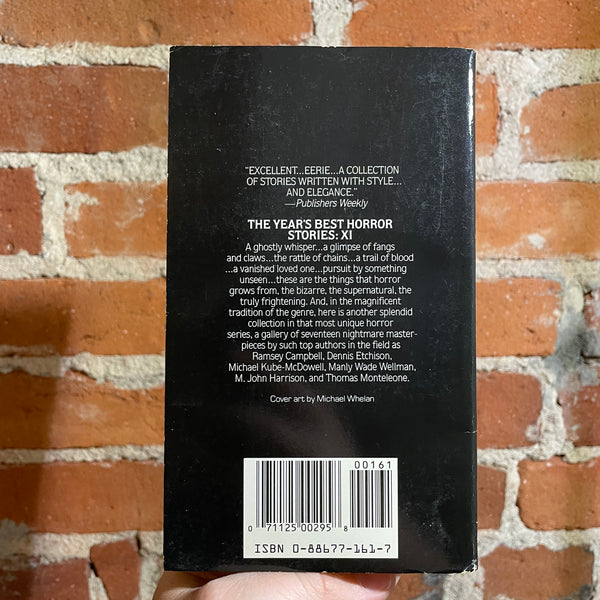 "EXCELLENT...EERIE...A COLLECTION
OF STORIES WRITTEN WITH STYLE...
AND ELEGANCE."
—Publishers Weekly
THE YEAR'S BEST HORROR
STORIES: XI
A ghostly whisper...a glimpse of fangs
and claws...the rattle of chains...a trail of blood
...a vanished loved one...pursuit by something
unseen...these are the things that horror
grows from, the bizarre, the supernatural, the
truly frightening. And, in the magnificent
tradition of the genre, here is another splendid
collection in that most unique horror
series, a gallery of seventeen nightmare master-
pieces by such top authors in the field as
Ramsey Campbell, Dennis Etchison,
Michael Kube-McDowell, Manly Wade Wellman,
M. John Harrison, and Thomas Monteleone.
Cover art by Michael Whelan
00161
0 71125 00295 8
ISBN 0-88677-161-7